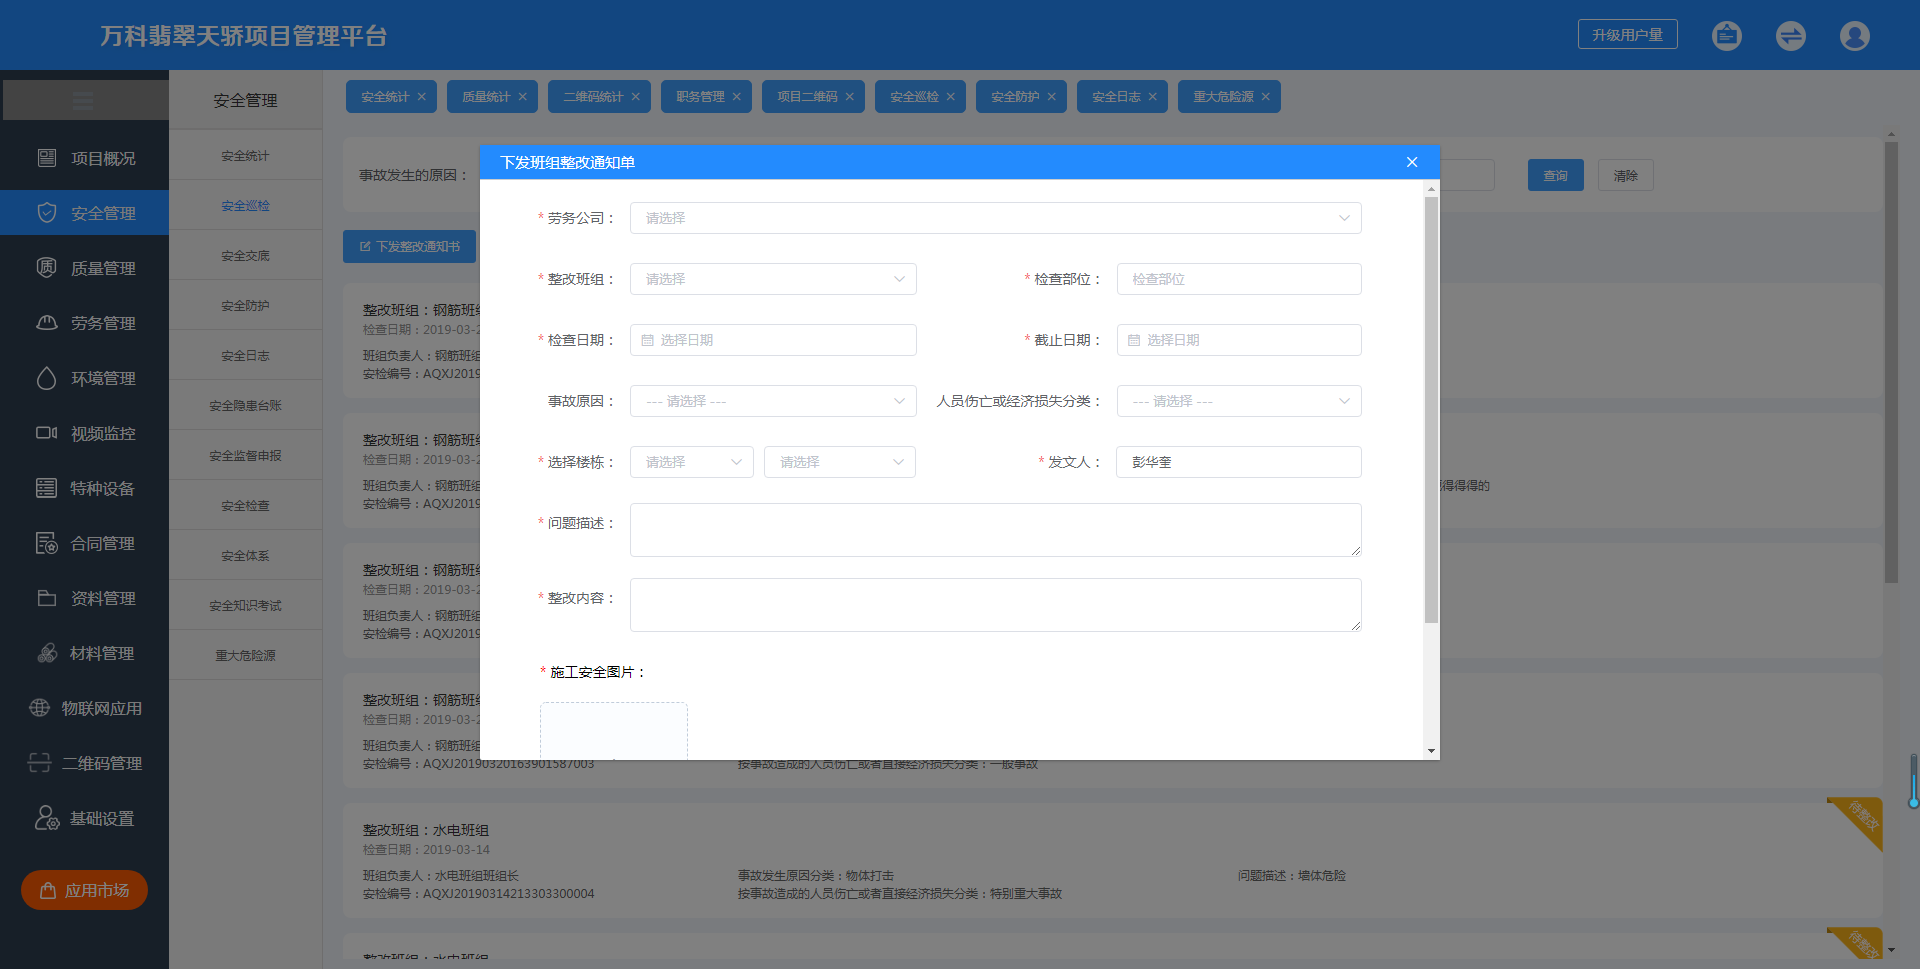 万科翡翠天骄项目管理平台
升级用户量
安全管理
安全统计 ×
质量统计 ×
二维码统计 ×
职务管理 ×
项目二维码 ×
安全巡检 ×
安全防护 ×
安全日志 ×
重大危险源 ×
项目概况
安全管理
质量管理
劳务管理
环境管理
视频监控
特种设备
合同管理
资料管理
材料管理
物联网应用
二维码管理
基础设置
应用市场
安全统计
安全巡检
安全交底
安全防护
安全日志
安全隐患台账
安全监督申报
安全检查
安全体系
安全知识考试
重大危险源
事故发生的原因：
查询
清除
下发整改通知书
下发班组整改通知单
* 劳务公司： 请选择
* 整改班组： 请选择
* 检查部位： 检查部位
* 检查日期： 选择日期
* 截止日期： 选择日期
事故原因： --- 请选择 ---
人员伤亡或经济损失分类： --- 请选择 ---
* 选择楼栋： 请选择 请选择
* 发文人： 彭华奎
* 问题描述：
* 整改内容：
* 施工安全图片：
整改班组：钢筋班
检查日期：2019-03-
班组负责人：钢筋班组
安检编号：AQXJ2019
整改班组：钢筋班
检查日期：2019-03-
班组负责人：钢筋班组
安检编号：AQXJ2019
得得得的
整改班组：钢筋班
检查日期：2019-03-
班组负责人：钢筋班组
安检编号：AQXJ2019
整改班组：钢筋班
检查日期：2019-03-
班组负责人：钢筋班组
安检编号：AQXJ20190320163901587003
按事故造成的人员伤亡或者直接经济损失分类：一般事故
整改班组：水电班组
检查日期：2019-03-14
班组负责人：水电班组班组长
事故发生原因分类：物体打击
问题描述：墙体危险
安检编号：AQXJ20190314213303300004
按事故造成的人员伤亡或者直接经济损失分类：特别重大事故
待整改
整改班组：水电班组
待整改